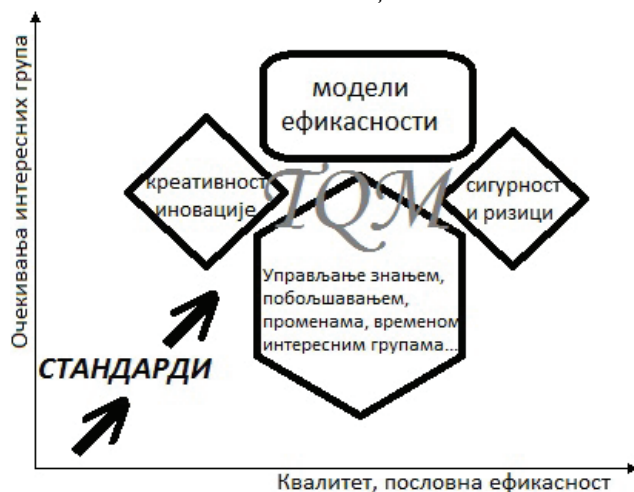 Очекивања интересних група
модели
ефикасности
креативност
иновације
TQM
сигурност
и ризици
Управљање знањем,
побољшавањем,
променама, временом
интересним групама...
СТАНДАРДИ
Квалитет, пословна ефикасност